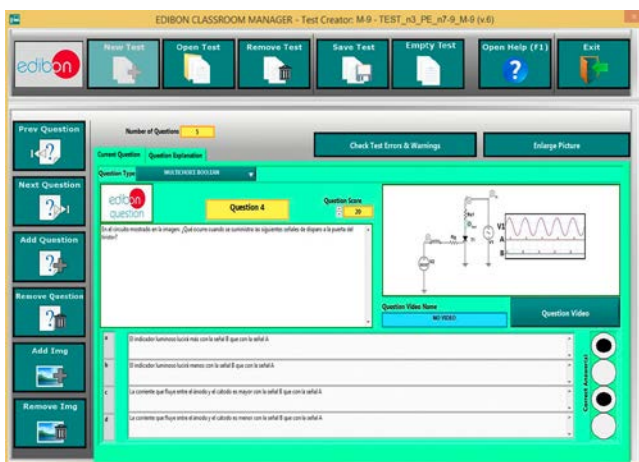 EDIBON CLASSROOM MANAGER - Test Creator: M-9 - TEST_n3_PE_n7-9_M-9 (v.6)
edibon
New Test
Open Test
Remove Test
Save Test
Empty Test
Open Help (F1)
Exit
Prev Question
Next Question
Add Question
Remove Question
Add Img
Remove Img
Number of Questions 5
Check Test Errors & Warnings
Enlarge Picture
Current Question Question Explanation
Question Type MULTICHOICE BOOLEAN
edibon
question
Question 4
Question Score
20
En el circuito mostrado en la imagen. ¿Qué ocurre cuando se suministra las siguientes señales de disparo a la puerta del
tiristor?
V1
A
B
Question Video Name
NO VIDEO
Question Video
a El indicador luminoso lucirá más con la señal B que con la señal A
b El indicador luminoso lucirá menos con la señal B que con la señal A
c La corriente que fluye entre el ánodo y el cátodo es mayor con la señal B que con la señal A
d La corriente que fluye entre el ánodo y el cátodo es menor con la señal B que con la señal A
Correct Answer(s)